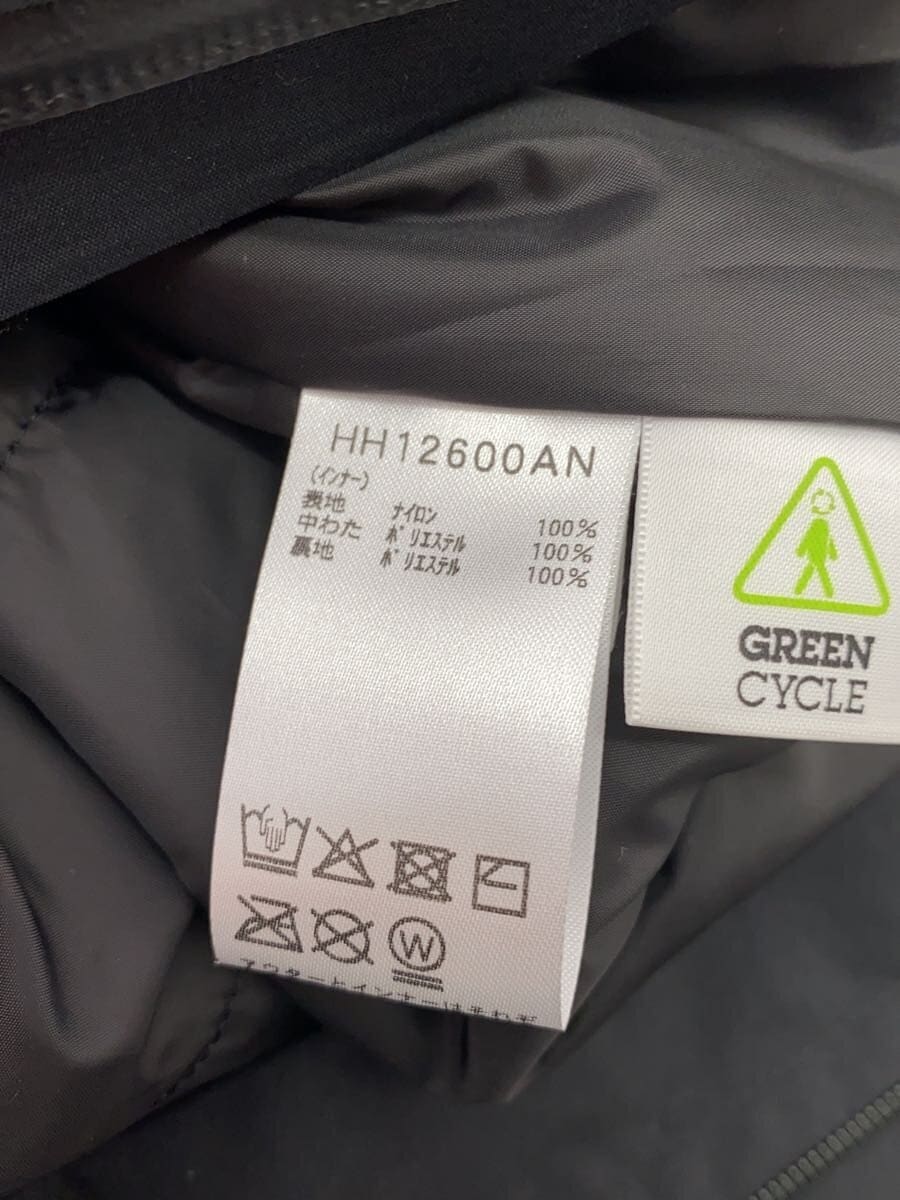 HH12600AN
(インナー)
表地 ナイロン 100%
中わた ポリエステル 100%
裏地 ポリエステル 100%
W
GREEN
CYCLE